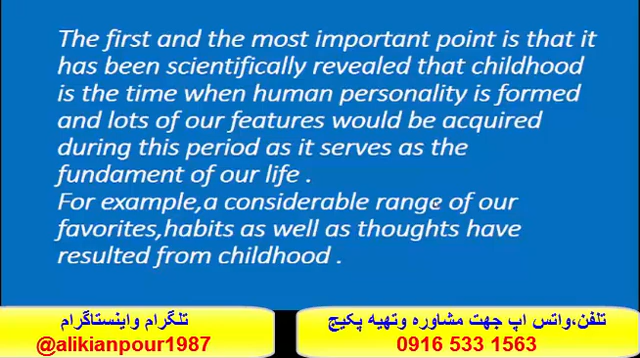 The first and the most important point is that it
has been scientifically revealed that childhood
is the time when human personality is formed
and lots of our features would be acquired
during this period as it serves as the
fundament of our life .
For example,a considerable range of our
favorites,habits as well as thoughts have
resulted from childhood .
تلگرام واینستاگرام
@alikianpour1987
تلفن،واتس اپ جهت مشاوره وتهیه پکیج
0916 533 1563